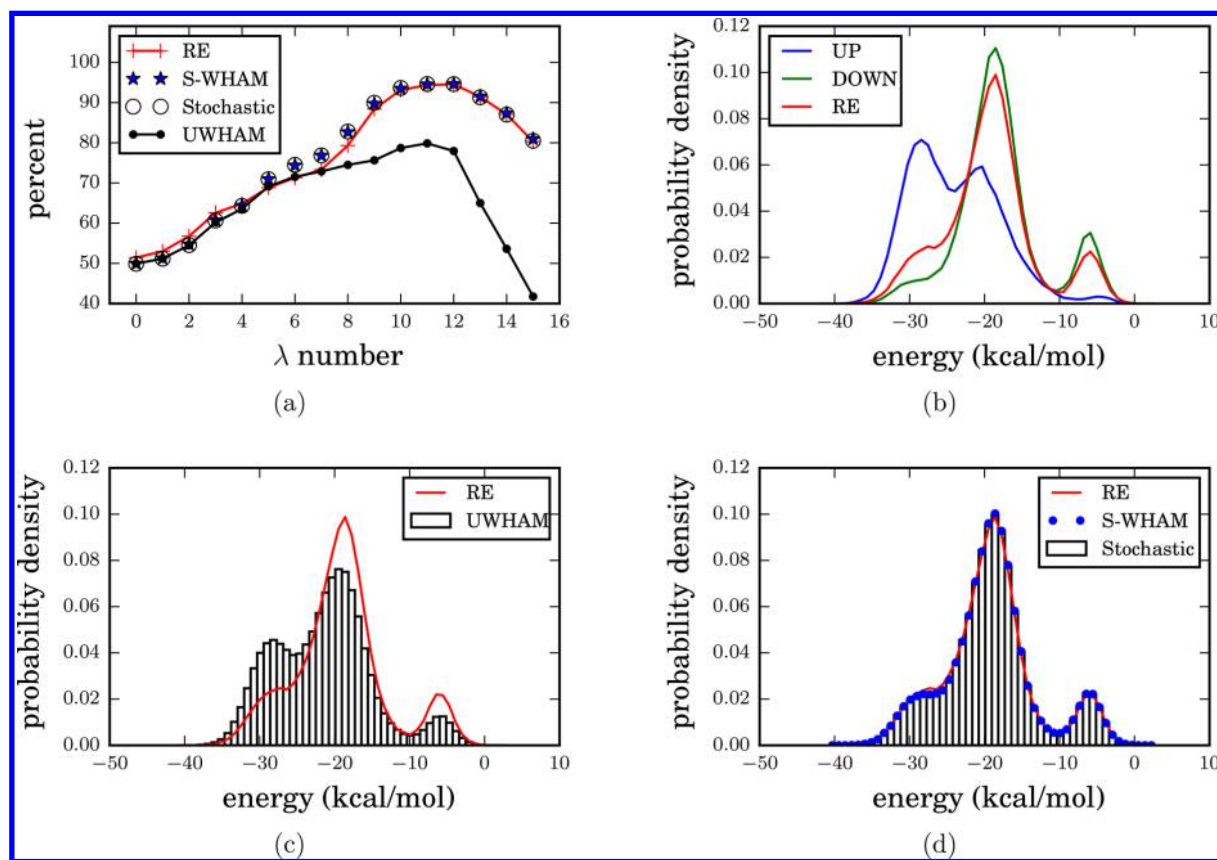 100
90
80
70
60
50
40
percent
RE
S-WHAM
Stochastic
UWHAM
0 2 4 6 8 10 12 14 16
λ number
(a)
0.12
0.10
0.08
0.06
0.04
0.02
0.00
probability density
UP
DOWN
RE
−50 −40 −30 −20 −10 0 10
energy (kcal/mol)
(b)
0.12
0.10
0.08
0.06
0.04
0.02
0.00
probability density
RE
UWHAM
−50 −40 −30 −20 −10 0 10
energy (kcal/mol)
(c)
0.12
0.10
0.08
0.06
0.04
0.02
0.00
probability density
RE
S-WHAM
Stochastic
−50 −40 −30 −20 −10 0 10
energy (kcal/mol)
(d)